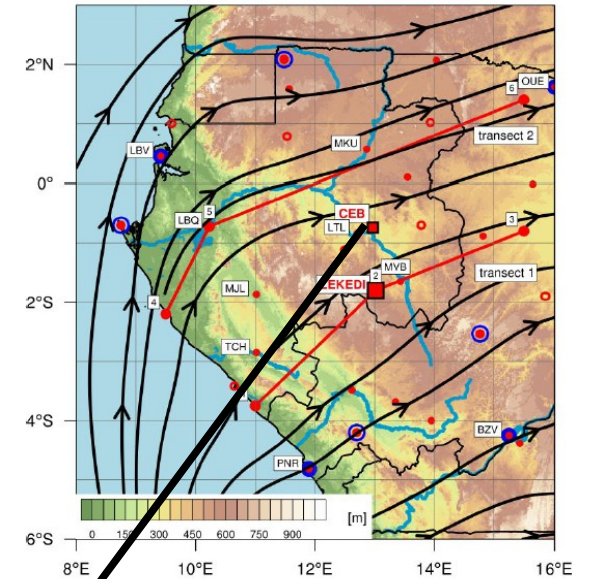 2°N
6
OUE
transect 2
MKU
LBV
0°
CEB
LBQ
5
LTL
3
MVB
2
transect 1
2°S
MJL
4
TCH
4°S
BZV
PNR
[m]
0
300
450
600
750
900
6°S
8°E
10°E
12°E
14°E
16°E